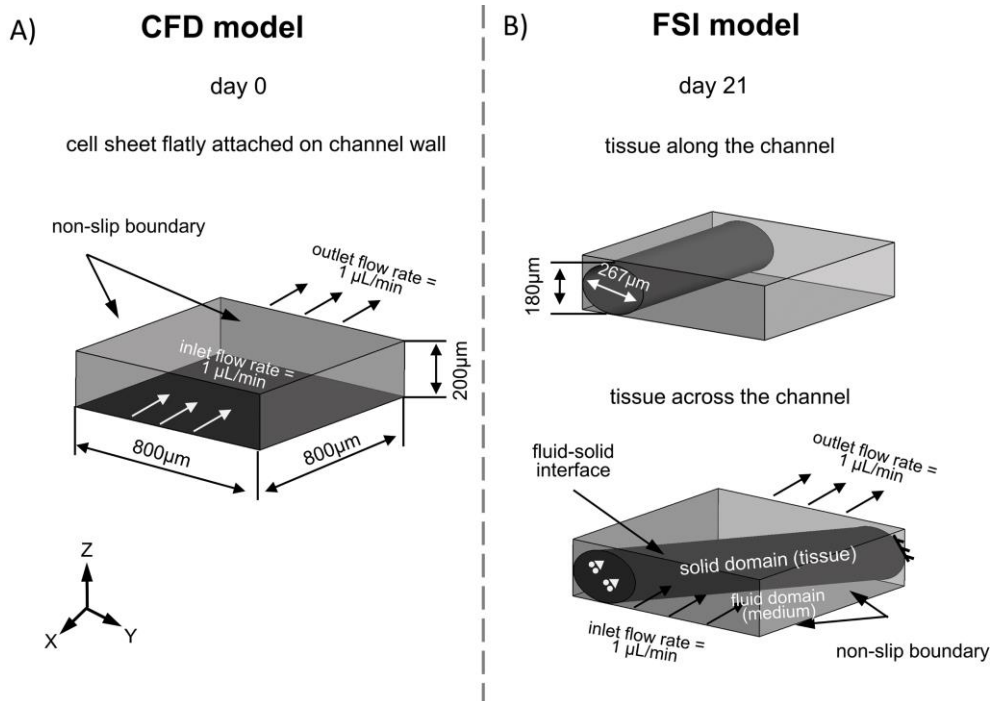 A)
CFD model
day 0
cell sheet flatly attached on channel wall
non-slip boundary
outlet flow rate =
1 µL/min
inlet flow rate =
1 µL/min
200µm
800µm
800µm
Z
X
Y
B)
FSI model
day 21
tissue along the channel
267µm
180µm
tissue across the channel
fluid-solid
interface
outlet flow rate =
1 µL/min
solid domain (tissue)
fluid domain
(medium)
inlet flow rate =
1 µL/min
non-slip boundary